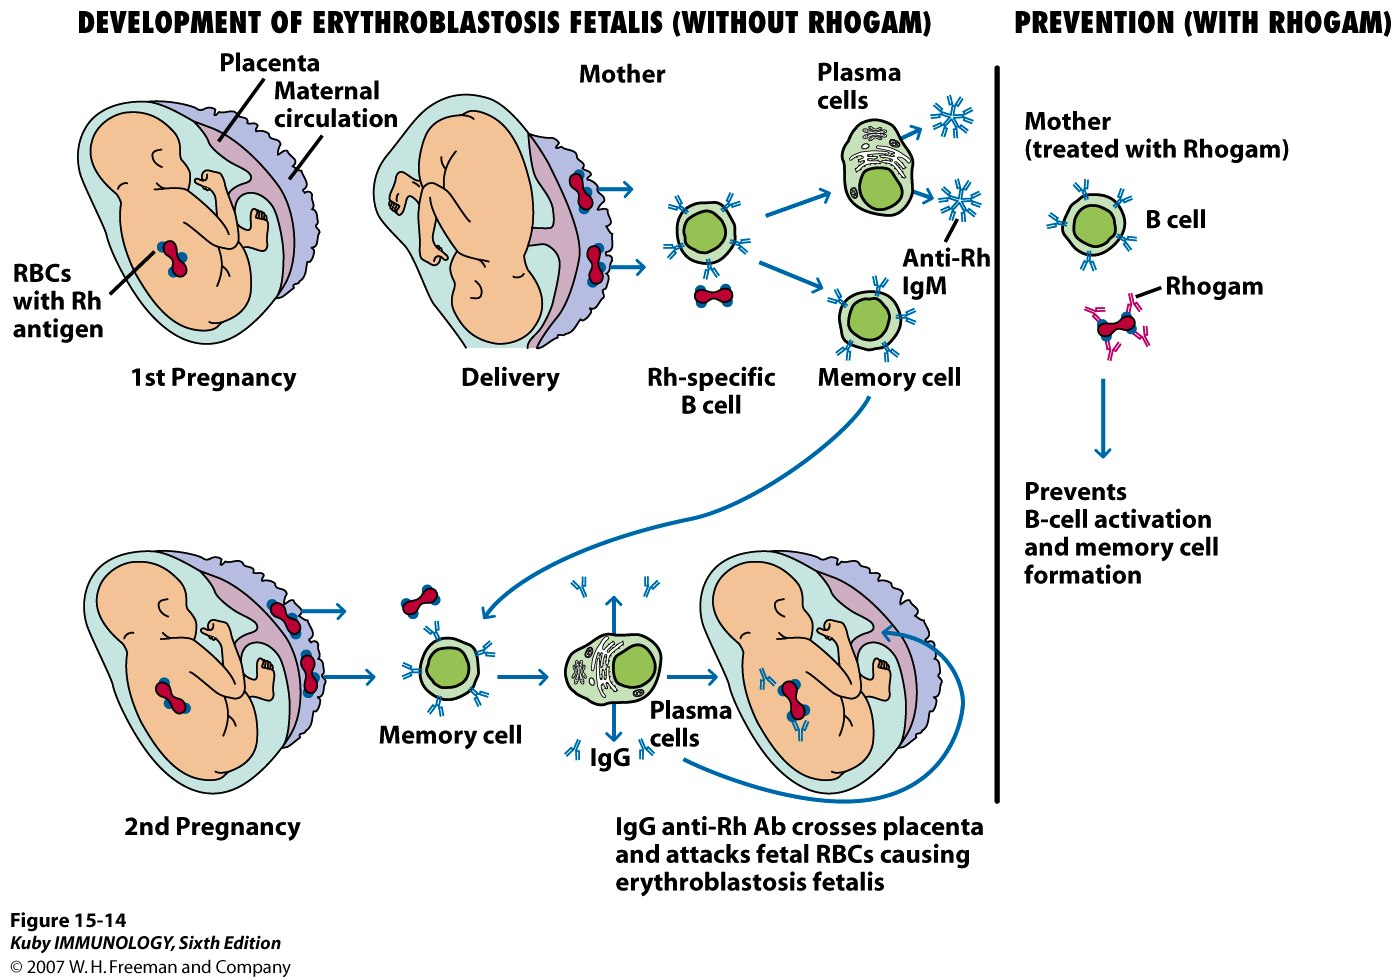 DEVELOPMENT OF ERYTHROBLASTOSIS FETALIS (WITHOUT RHOGAM)
Placenta
Maternal
circulation
RBCs
with Rh
antigen
1st Pregnancy
Delivery
Mother
Rh-specific
B cell
Plasma
cells
Anti-Rh
IgM
Memory cell
2nd Pregnancy
Memory cell
Plasma
cells
IgG
IgG anti-Rh Ab crosses placenta
and attacks fetal RBCs causing
erythroblastosis fetalis
PREVENTION (WITH RHOGAM)
Mother
(treated with Rhogam)
B cell
Rhogam
Prevents
B-cell activation
and memory cell
formation
Figure 15-14
Kuby IMMUNOLOGY, Sixth Edition
© 2007 W. H. Freeman and Company